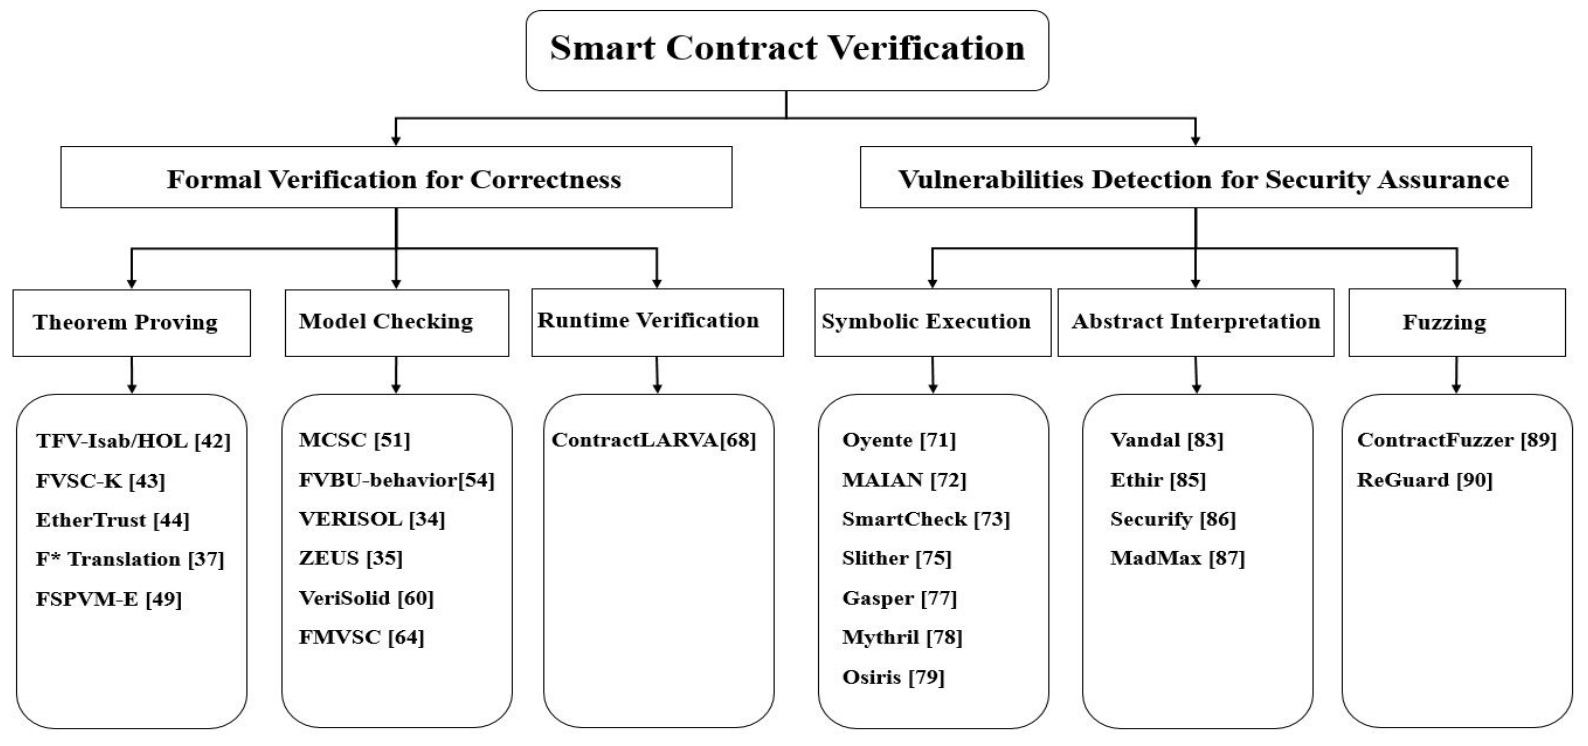 Smart Contract Verification
Formal Verification for Correctness
Vulnerabilities Detection for Security Assurance
Theorem Proving
Model Checking
Runtime Verification
Symbolic Execution
Abstract Interpretation
Fuzzing
TFV-Isab/HOL [42]
FVSC-K [43]
EtherTrust [44]
F* Translation [37]
FSPVM-E [49]
MCSC [51]
FVBU-behavior[54]
VERISOL [34]
ZEUS [35]
VeriSolid [60]
FMVSC [64]
ContractLARVA[68]
Oyente [71]
MAIAN [72]
SmartCheck [73]
Slither [75]
Gasper [77]
Mythril [78]
Osiris [79]
Vandal [83]
Ethir [85]
Securify [86]
MadMax [87]
ContractFuzzer [89]
ReGuard [90]